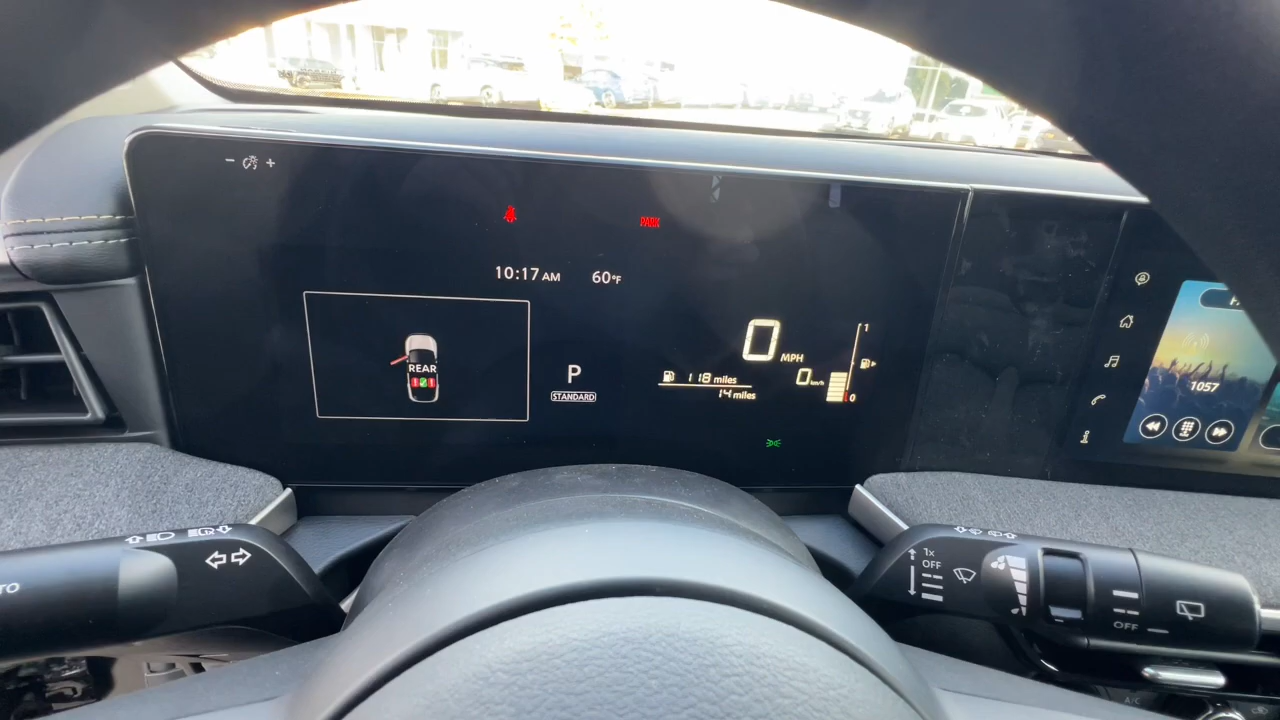 − +
PARK
10:17 AM 60°F
REAR
P
STANDARD
0 MPH
0 km/h
118 miles
14 miles
1
0
1057
TO
1x
OFF
OFF
A/C